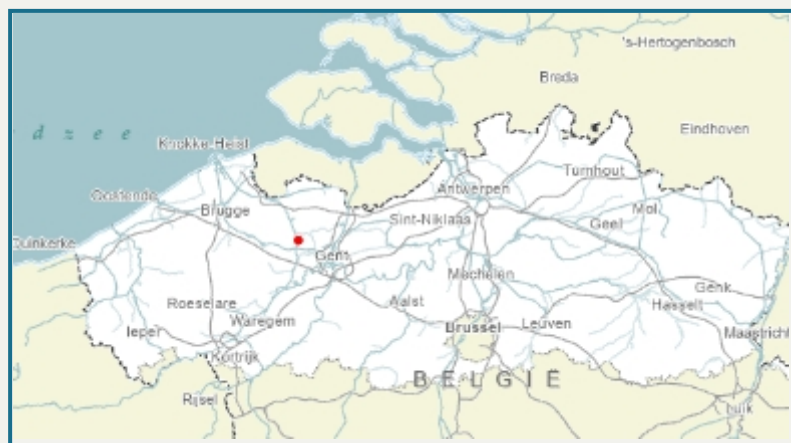 's-Hertogenbosch
Breda
dzee
Eindhoven
Knokke-Heist
Turnhout
Oostende
Antwerpen
Mol
Brugge
Sint-Niklaas
Geel
Duinkerke
Gent
Mechelen
Genk
Roeselare
Aalst
Hasselt
Ieper
Waregem
Brussel
Leuven
Maastricht
Kortrijk
BELGIË
Rijsel
Luik